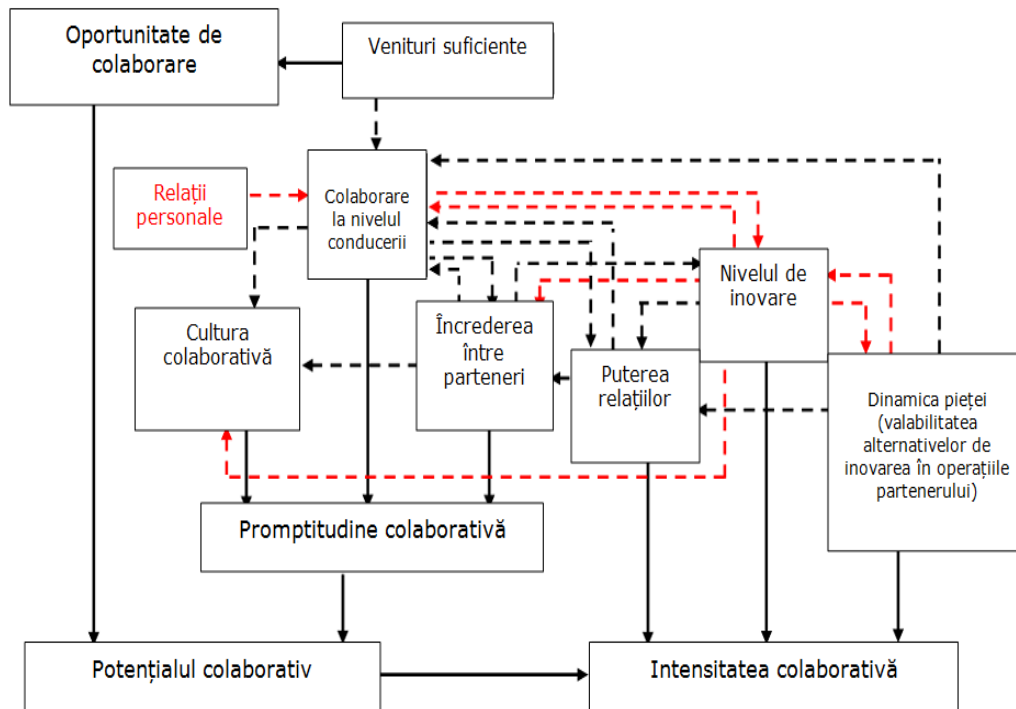 Oportunitate de
colaborare
Venituri suficiente
Relații
personale
Colaborare
la nivelul
conducerii
Nivelul de
inovare
Cultura
colaborativă
Încrederea
între
parteneri
Puterea
relațiilor
Dinamica pieței
(valabilitatea
alternativelor de
inovarea în operațiile
partenerului)
Promptitudine colaborativă
Potențialul colaborativ
Intensitatea colaborativă